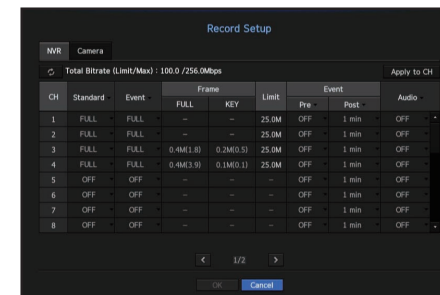 Record Setup
NVR Camera
Total Bitrate (Limit/Max) : 100.0 /256.0Mbps Apply to CH
CH Standard Event Frame Limit Event Audio
FULL KEY Pre Post
1 FULL FULL – – 25.0M OFF 1 min OFF
2 FULL FULL – – 25.0M OFF 1 min OFF
3 FULL FULL 0.4M(1.8) 0.2M(0.5) 25.0M OFF 1 min OFF
4 FULL FULL 0.4M(3.9) 0.1M(0.1) 25.0M OFF 1 min OFF
5 OFF OFF – – – OFF 1 min OFF
6 OFF OFF – – – OFF 1 min OFF
7 OFF OFF – – – OFF 1 min OFF
8 OFF OFF – – – OFF 1 min OFF
< 1/2 >
OK Cancel